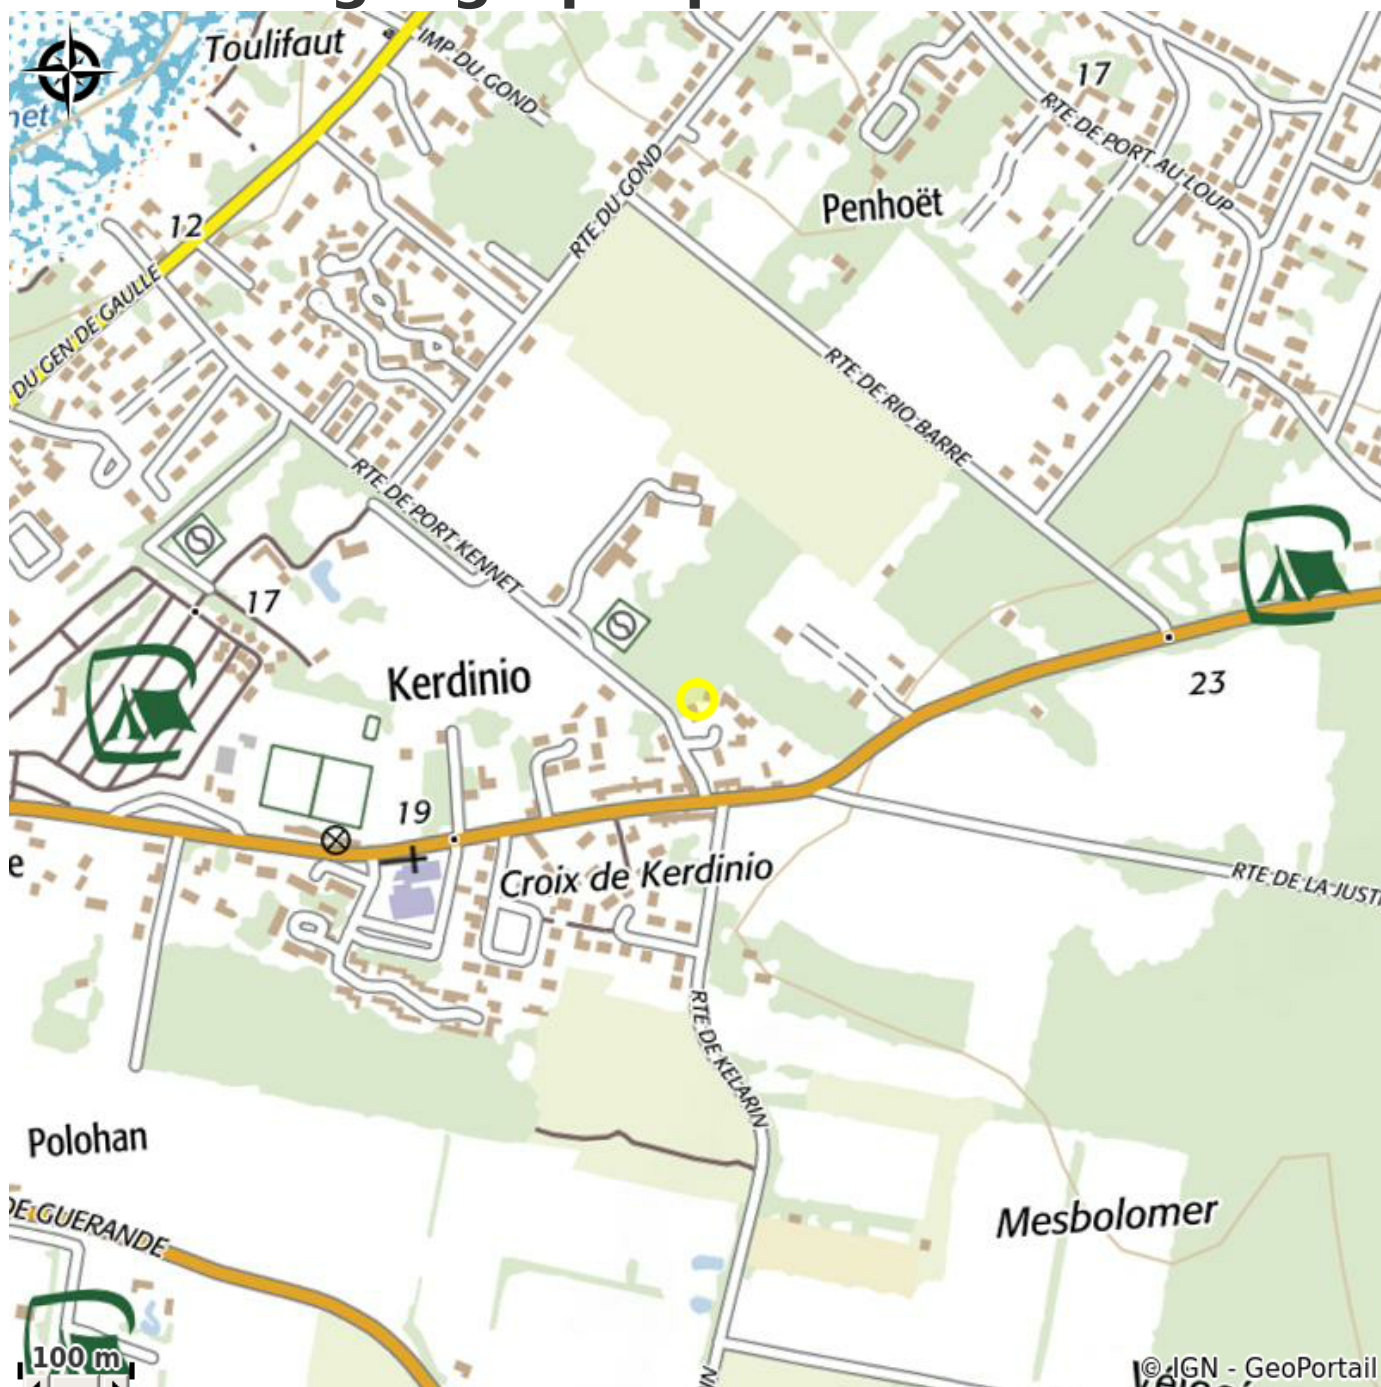 Toulifaut
IMP DU GOND
17
RTE DE PORT AU LOUP
net
12
RTE DU GOND
Penhoët
DU GEN DE GAULLE
RTE DE RIO BARRE
RTE DE PORT KENNET
17
Kerdinio
23
19
e
Croix de Kerdinio
RTE DE LA JUSTI
RTE DE KELARIN
Polohan
DE GUERANDE
Mesbolomer
100 m
IN
© IGN - GeoPortail